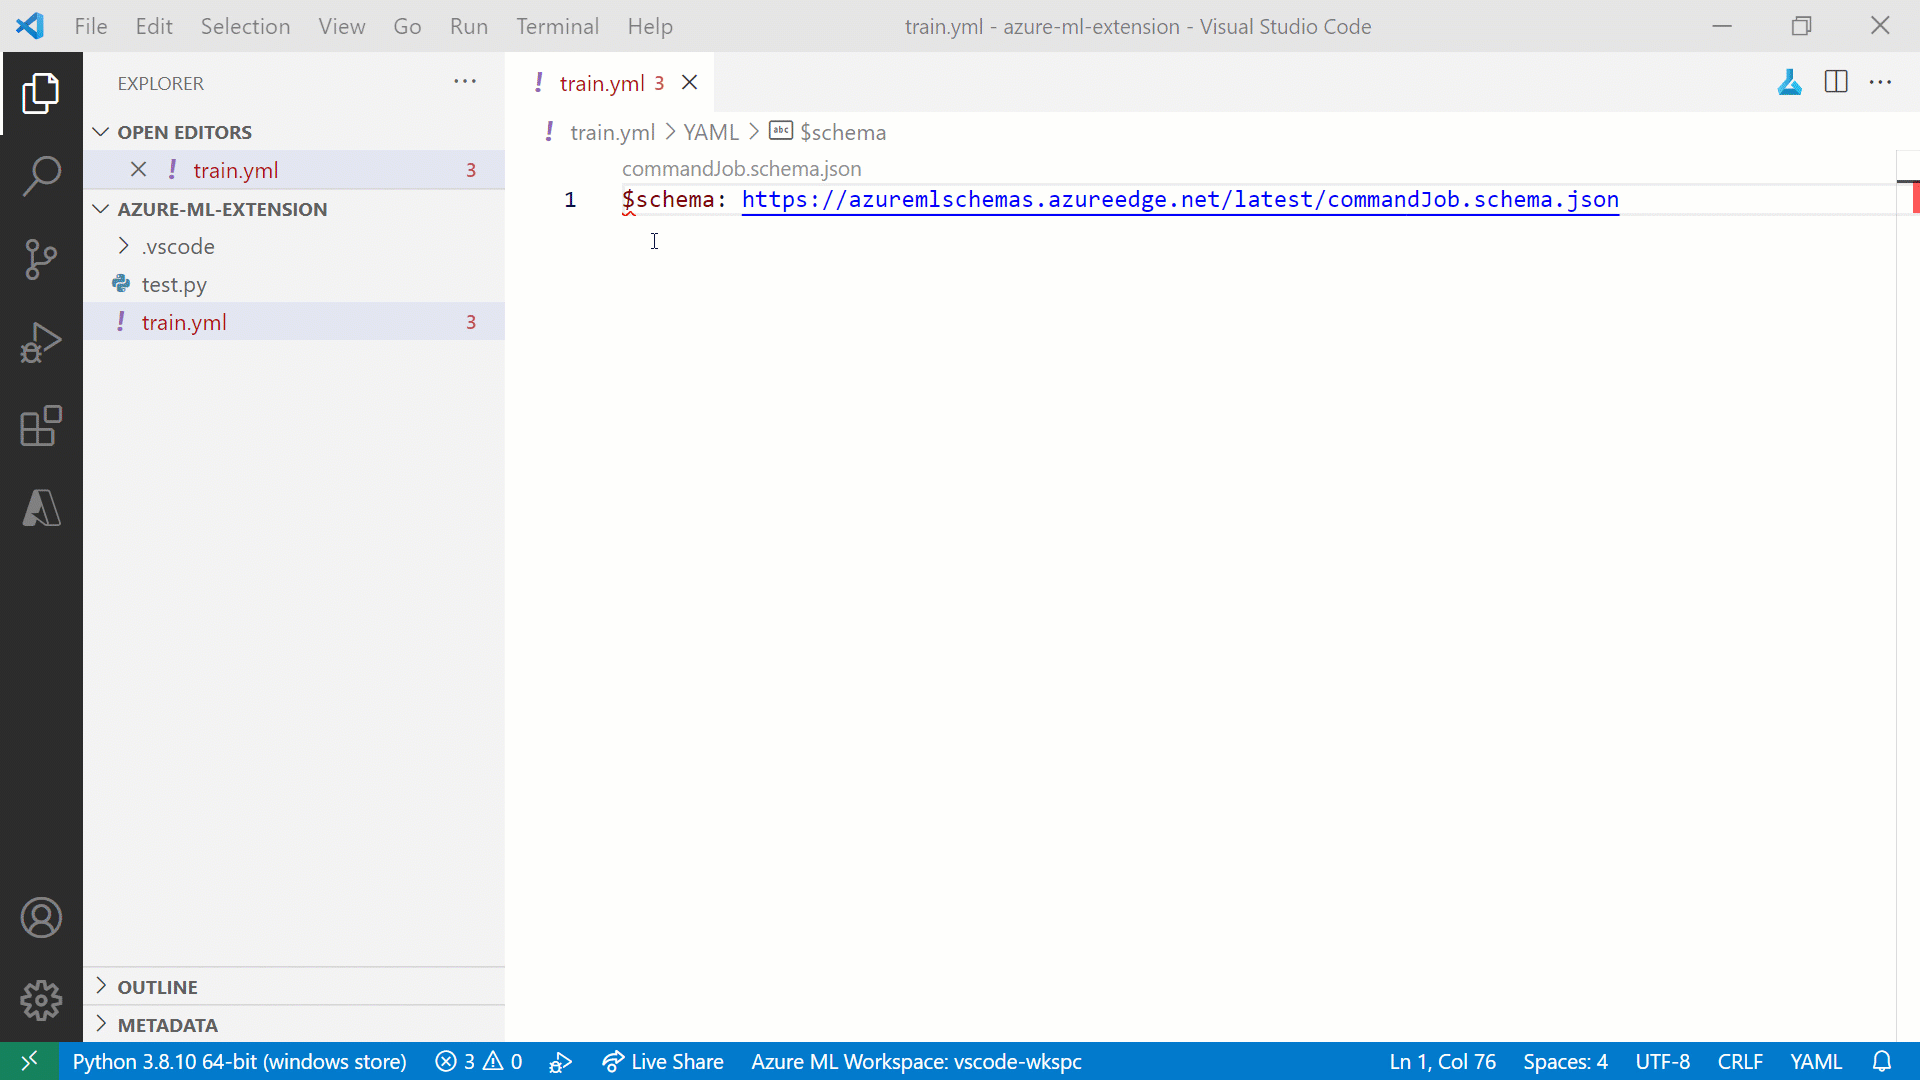 File Edit Selection View Go Run Terminal Help train.yml - azure-ml-extension - Visual Studio Code
EXPLORER
train.yml 3
OPEN EDITORS
train.yml 3
AZURE-ML-EXTENSION
.vscode
test.py
train.yml 3
train.yml > YAML > abc $schema
commandJob.schema.json
1 $schema: https://azuremlschemas.azureedge.net/latest/commandJob.schema.json
OUTLINE
METADATA
Python 3.8.10 64-bit (windows store) 3 0 Live Share Azure ML Workspace: vscode-wkspc Ln 1, Col 76 Spaces: 4 UTF-8 CRLF YAML